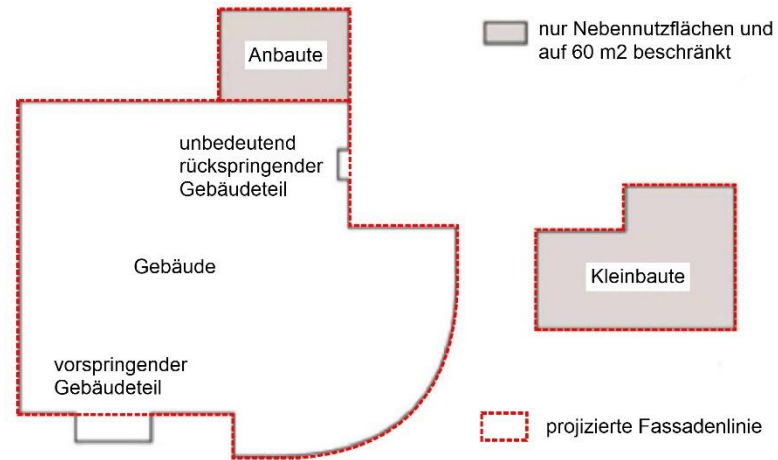 nur Nebennutzflächen und
auf 60 m2 beschränkt
Anbaute
unbedeutend
rückspringender
Gebäudeteil
Gebäude
Kleinbaute
vorspringender
Gebäudeteil
projizierte Fassadenlinie